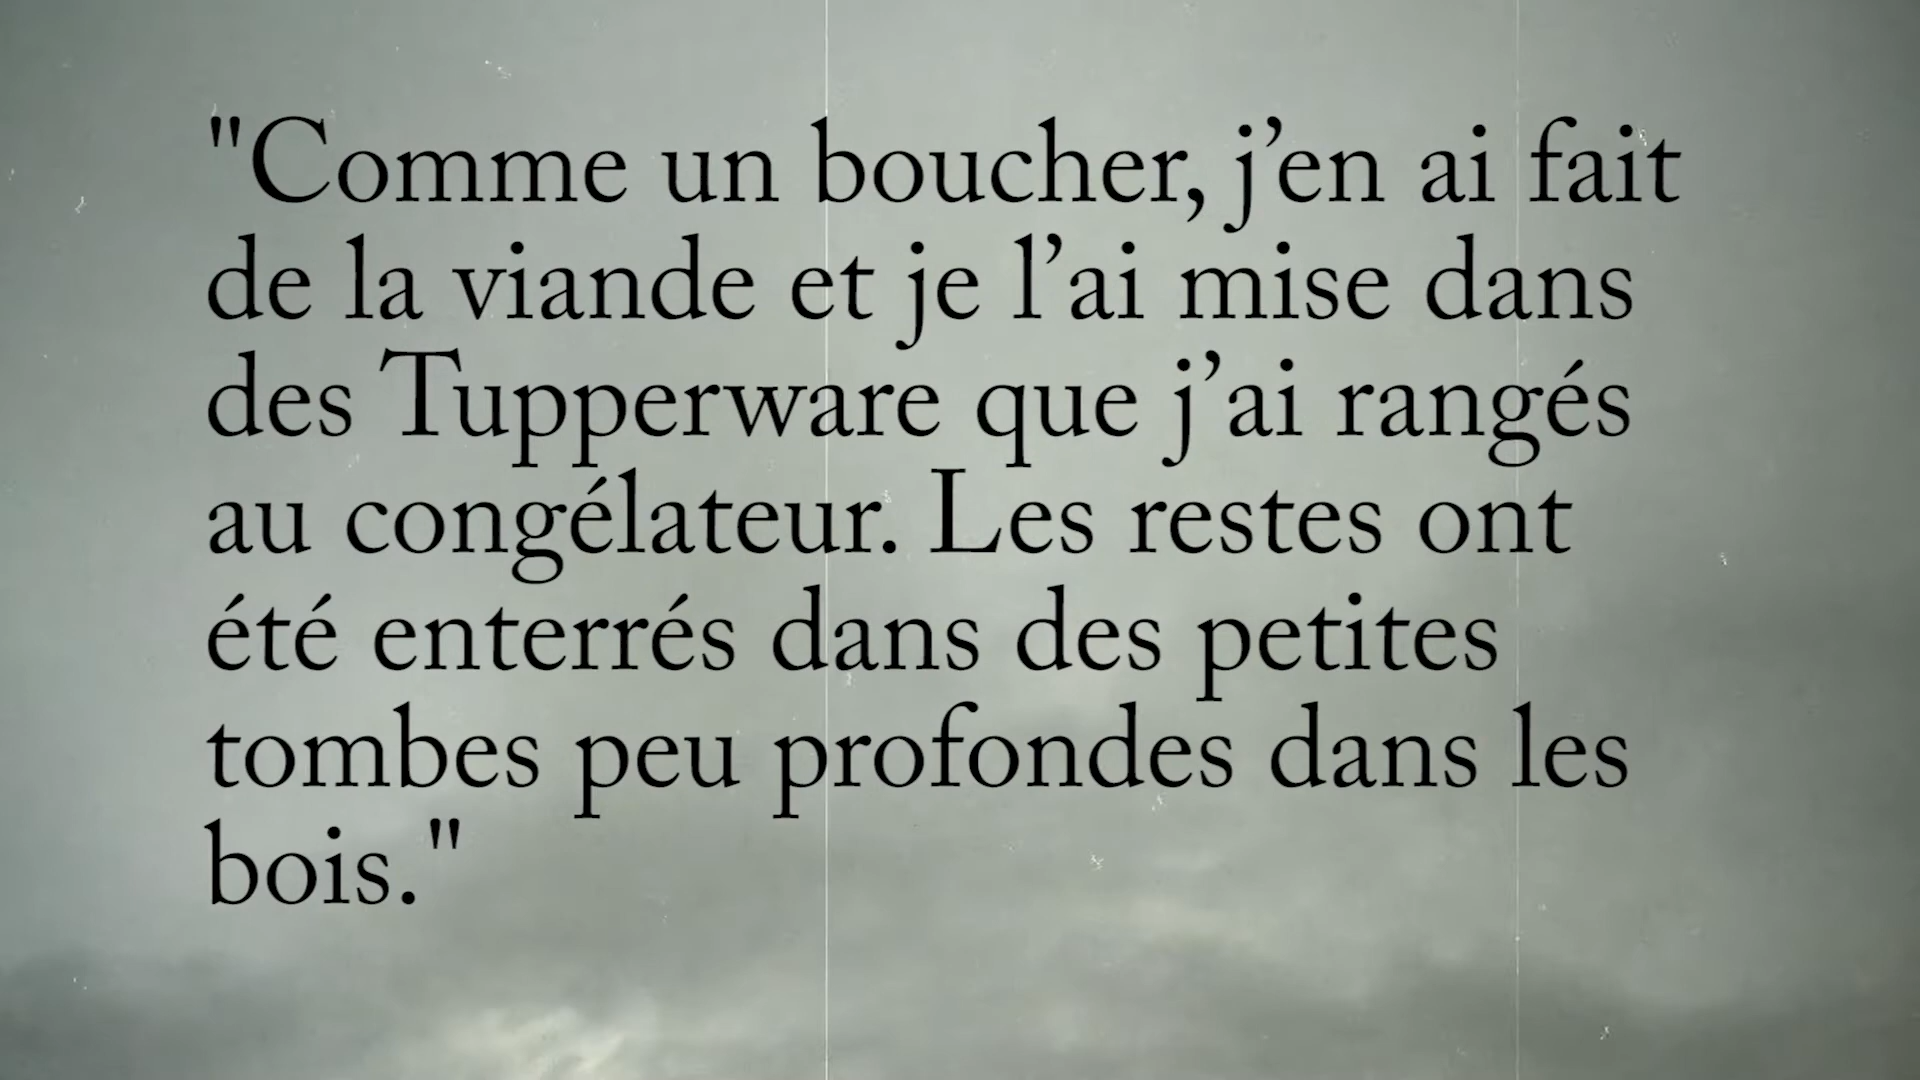 "Comme un boucher, j’en ai fait
de la viande et je l’ai mise dans
des Tupperware que j’ai rangés
au congélateur. Les restes ont
été enterrés dans des petites
tombes peu profondes dans les
bois."